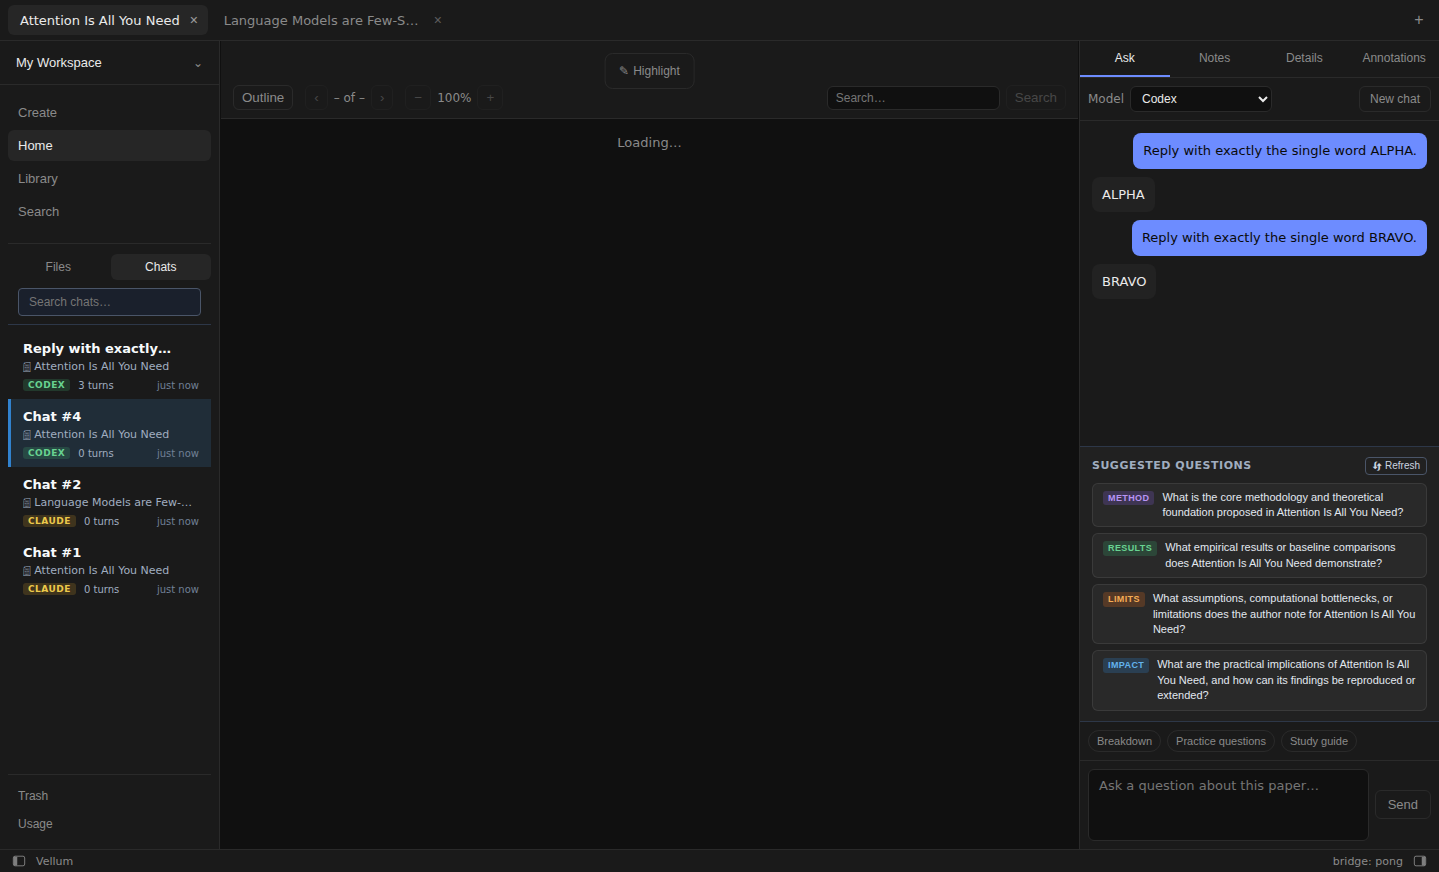 Attention Is All You Need ×
Language Models are Few-S… ×
+
My Workspace
Create
Home
Library
Search
Files Chats
Search chats…
Reply with exactly…
Attention Is All You Need
CODEX 3 turns just now
Chat #4
Attention Is All You Need
CODEX 0 turns just now
Chat #2
Language Models are Few-…
CLAUDE 0 turns just now
Chat #1
Attention Is All You Need
CLAUDE 0 turns just now
Trash
Usage
✎ Highlight
Outline ‹ – of – › − 100% + Search… Search
Loading…
Ask Notes Details Annotations
Model Codex New chat
Reply with exactly the single word ALPHA.
ALPHA
Reply with exactly the single word BRAVO.
BRAVO
SUGGESTED QUESTIONS Refresh
METHOD What is the core methodology and theoretical
foundation proposed in Attention Is All You Need?
RESULTS What empirical results or baseline comparisons
does Attention Is All You Need demonstrate?
LIMITS What assumptions, computational bottlenecks, or
limitations does the author note for Attention Is All You
Need?
IMPACT What are the practical implications of Attention Is All
You Need, and how can its findings be reproduced or
extended?
Breakdown Practice questions Study guide
Ask a question about this paper…
Send
Vellum
bridge: pong